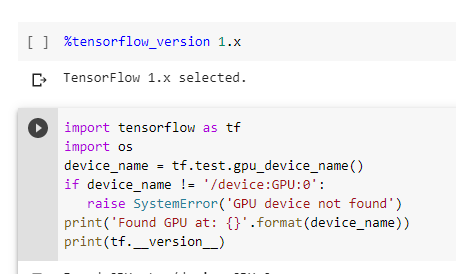 [ ] %tensorflow_version 1.x
TensorFlow 1.x selected.
import tensorflow as tf
import os
device_name = tf.test.gpu_device_name()
if device_name != '/device:GPU:0':
   raise SystemError('GPU device not found')
print('Found GPU at: {}'.format(device_name))
print(tf.__version__)